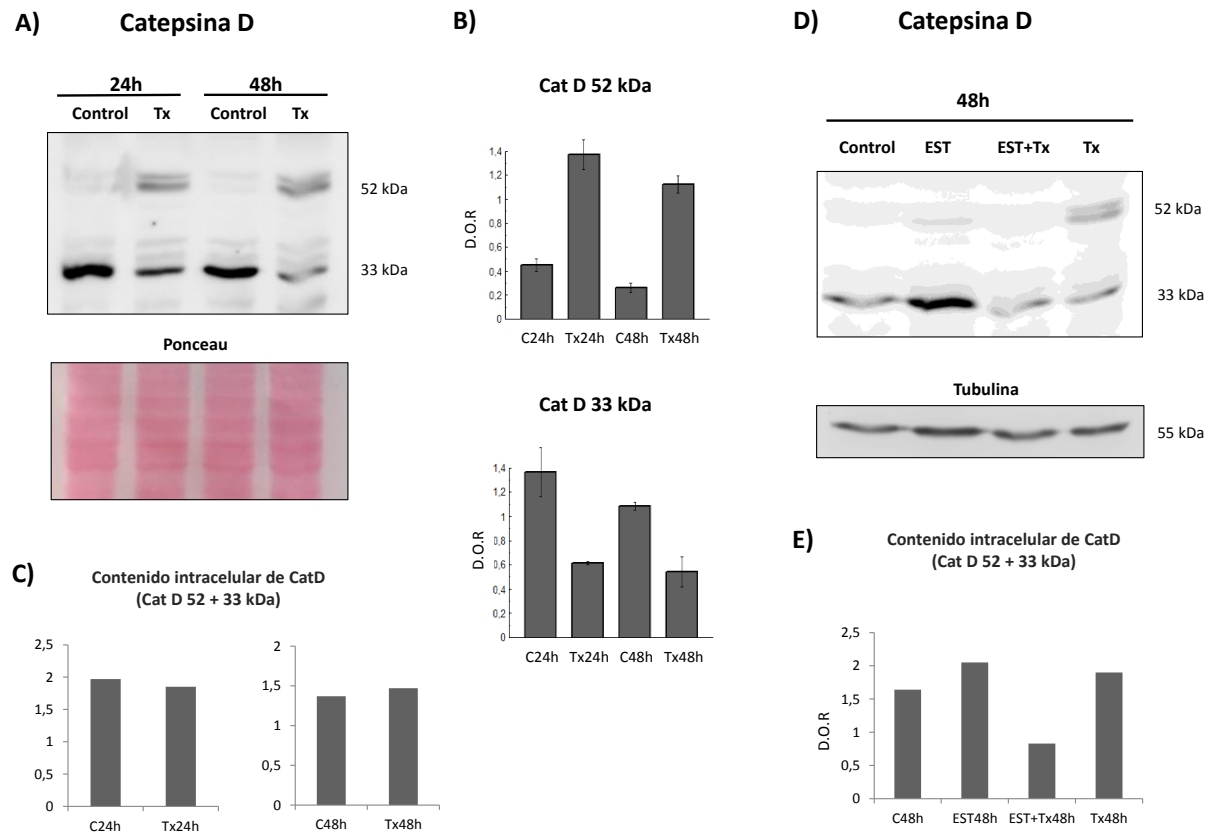 A)
Catepsina D
24h
48h
Control
Tx
Control
Tx
52 kDa
33 kDa
Ponceau
B)
Cat D 52 kDa
D.O.R
1,4
1,2
1
0,8
0,6
0,4
0,2
0
C24h
Tx24h
C48h
Tx48h
Cat D 33 kDa
D.O.R
1,4
1,2
1
0,8
0,6
0,4
0,2
0
C24h
Tx24h
C48h
Tx48h
C)
Contenido intracelular de CatD
(Cat D 52 + 33 kDa)
2,5
2
1,5
1
0,5
0
C24h
Tx24h
2
1,5
1
0,5
0
C48h
Tx48h
D)
Catepsina D
48h
Control
EST
EST+Tx
Tx
52 kDa
33 kDa
Tubulina
55 kDa
E)
Contenido intracelular de CatD
(Cat D 52 + 33 kDa)
D.O.R
2,5
2
1,5
1
0,5
0
C48h
EST48h
EST+Tx48h
Tx48h